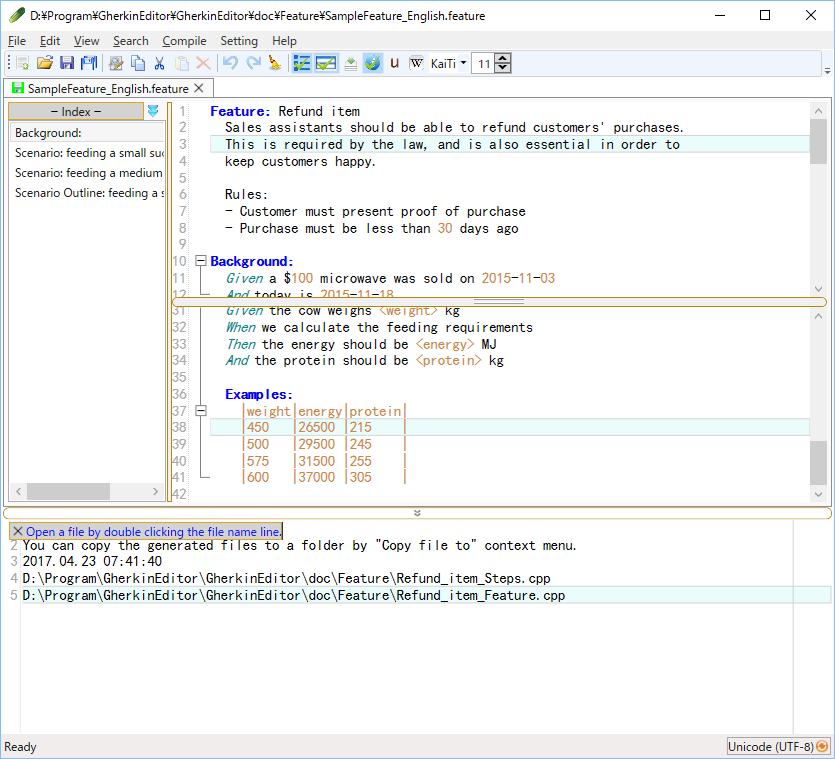 D:¥Program¥GherkinEditor¥GherkinEditor¥doc¥Feature¥SampleFeature_English.feature
File Edit View Search Compile Setting Help
u W KaiTi 11
SampleFeature_English.feature
− Index −
Background:
Scenario: feeding a small suc
Scenario: feeding a medium
Scenario Outline: feeding a s
1 Feature: Refund item
2 Sales assistants should be able to refund customers' purchases.
3 This is required by the law, and is also essential in order to
4 keep customers happy.
5
6 Rules:
7 - Customer must present proof of purchase
8 - Purchase must be less than 30 days ago
9
10 Background:
11 Given a $100 microwave was sold on 2015-11-03
12 And today is 2015-11-18
31 Given the cow weighs <weight> kg
32 When we calculate the feeding requirements
33 Then the energy should be <energy> MJ
34 And the protein should be <protein> kg
35
36 Examples:
37 |weight|energy|protein|
38 |450 |26500 |215 |
39 |500 |29500 |245 |
40 |575 |31500 |255 |
41 |600 |37000 |305 |
42
Open a file by double clicking the file name line.
2 You can copy the generated files to a folder by "Copy file to" context menu.
3 2017.04.23 07:41:40
4 D:\Program\GherkinEditor\GherkinEditor\doc\Feature\Refund_item_Steps.cpp
5 D:\Program\GherkinEditor\GherkinEditor\doc\Feature\Refund_item_Feature.cpp
Ready
Unicode (UTF-8)